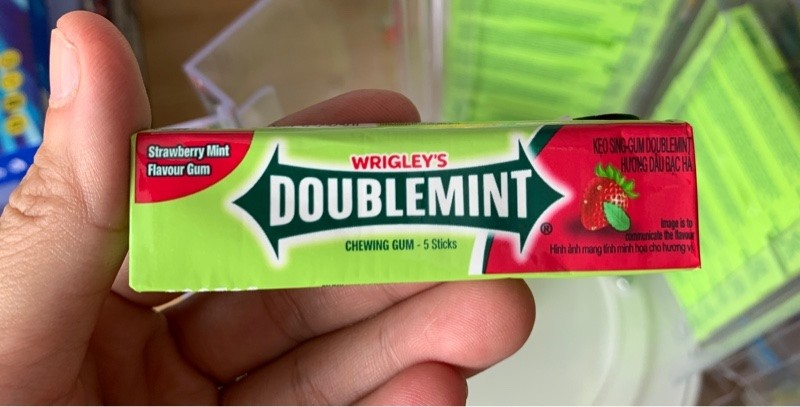 Strawberry Mint
Flavour Gum
WRIGLEY'S
DOUBLEMINT®
CHEWING GUM - 5 Sticks
KẸO SING-GUM DOUBLEMINT
HƯƠNG DÂU BẠC HÀ
Image is to
communicate the flavour
Hình ảnh mang tính minh họa cho hương vị